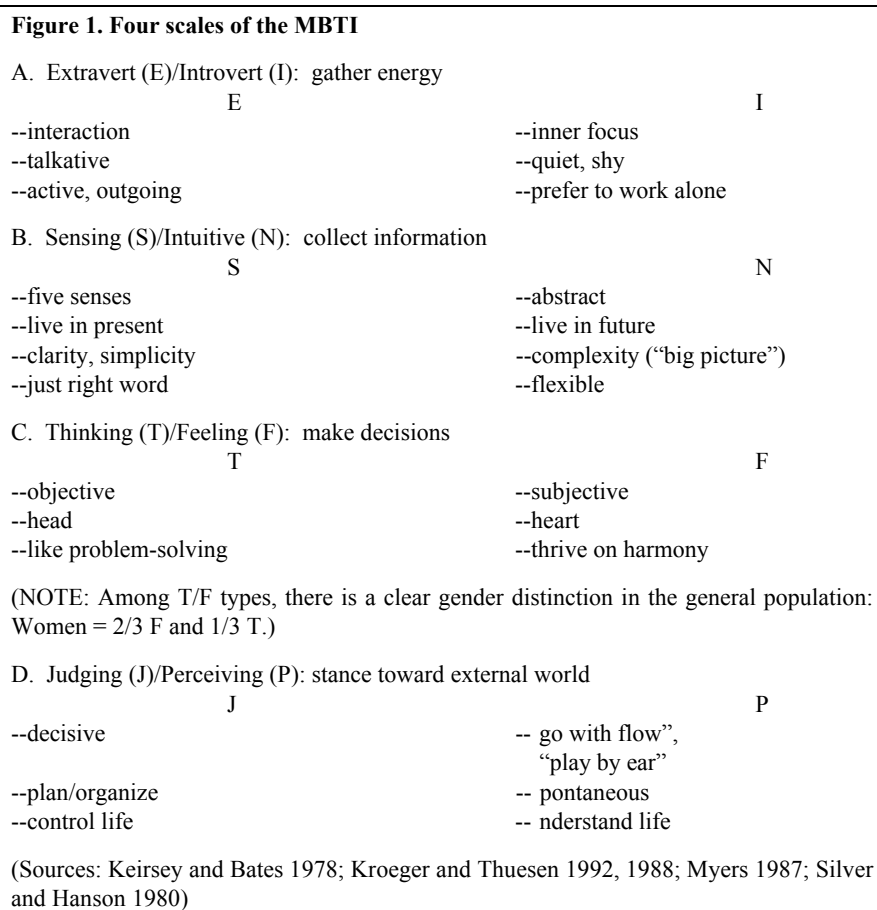 Figure 1. Four scales of the MBTI
A. Extravert (E)/Introvert (I): gather energy
E I
--interaction --inner focus
--talkative --quiet, shy
--active, outgoing --prefer to work alone
B. Sensing (S)/Intuitive (N): collect information
S N
--five senses --abstract
--live in present --live in future
--clarity, simplicity --complexity (“big picture”)
--just right word --flexible
C. Thinking (T)/Feeling (F): make decisions
T F
--objective --subjective
--head --heart
--like problem-solving --thrive on harmony
(NOTE: Among T/F types, there is a clear gender distinction in the general population:
Women = 2/3 F and 1/3 T.)
D. Judging (J)/Perceiving (P): stance toward external world
J P
--decisive -- go with flow”,
“play by ear”
--plan/organize -- pontaneous
--control life -- nderstand life
(Sources: Keirsey and Bates 1978; Kroeger and Thuesen 1992, 1988; Myers 1987; Silver
and Hanson 1980)